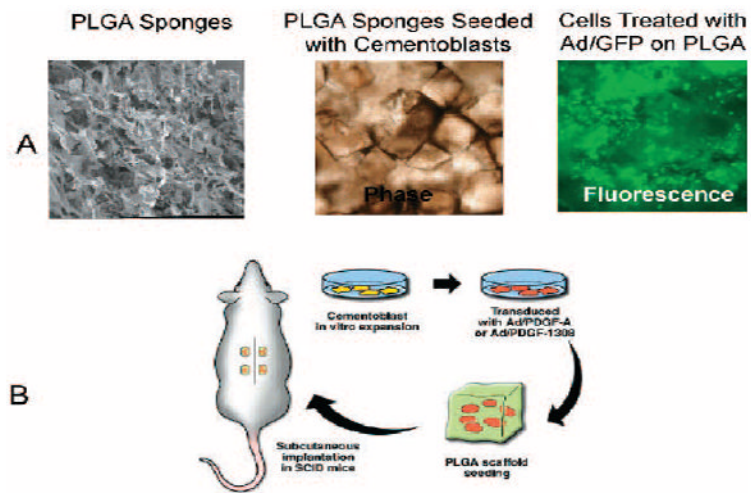 PLGA Sponges
PLGA Sponges Seeded
with Cementoblasts
Cells Treated with
Ad/GFP on PLGA
A
Phase
Fluorescence
B
Cementoblast
in vitro expansion
Transduced
with Ad/PDGF-A
or Ad/PDGF-1308
PLGA scaffold
seeding
Subcutaneous
implantation
in SCID mice